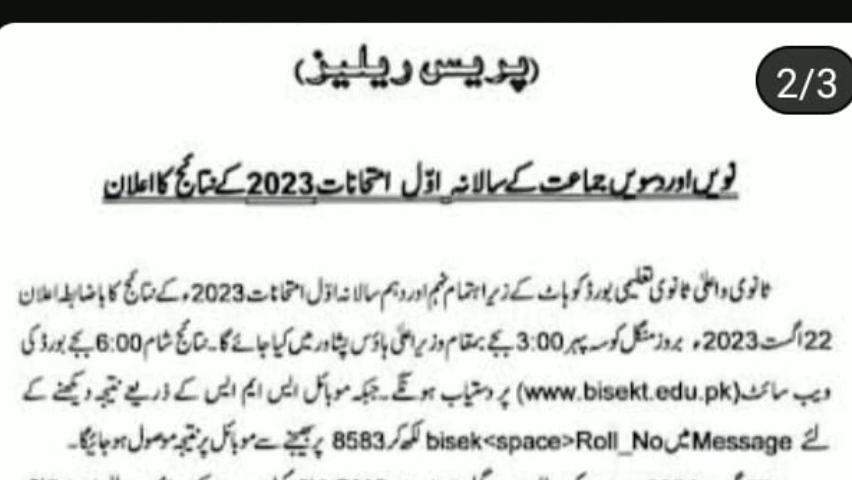 2/3
(پریس ریلیز)
نویں اور دسویں جماعت کے سالانہ اوّل امتحانات 2023 کے نتائج کا اعلان
ثانوی و اعلیٰ ثانوی تعلیمی بورڈ کوہاٹ کے زیر اہتمام نہم اور دہم سالانہ اوّل امتحانات 2023ء کے نتائج کا باضابطہ اعلان
22 اگست 2023ء بروز منگل کو سہ پہر 3:00 بجے بمقام وزیر اعلیٰ ہاؤس پشاور میں کیا جائے گا۔ نتائج شام 6:00 بجے بورڈ کی
ویب سائٹ (www.bisekt.edu.pk) پر دستیاب ہونگے۔ جبکہ موبائل ایس ایم ایس کے ذریعے نتیجہ دیکھنے کے
لئے Message میں bisek<space>Roll_No لکھ کر 8583 پر بھیجنے سے موبائل پر نتیجہ موصول ہو جائیگا۔